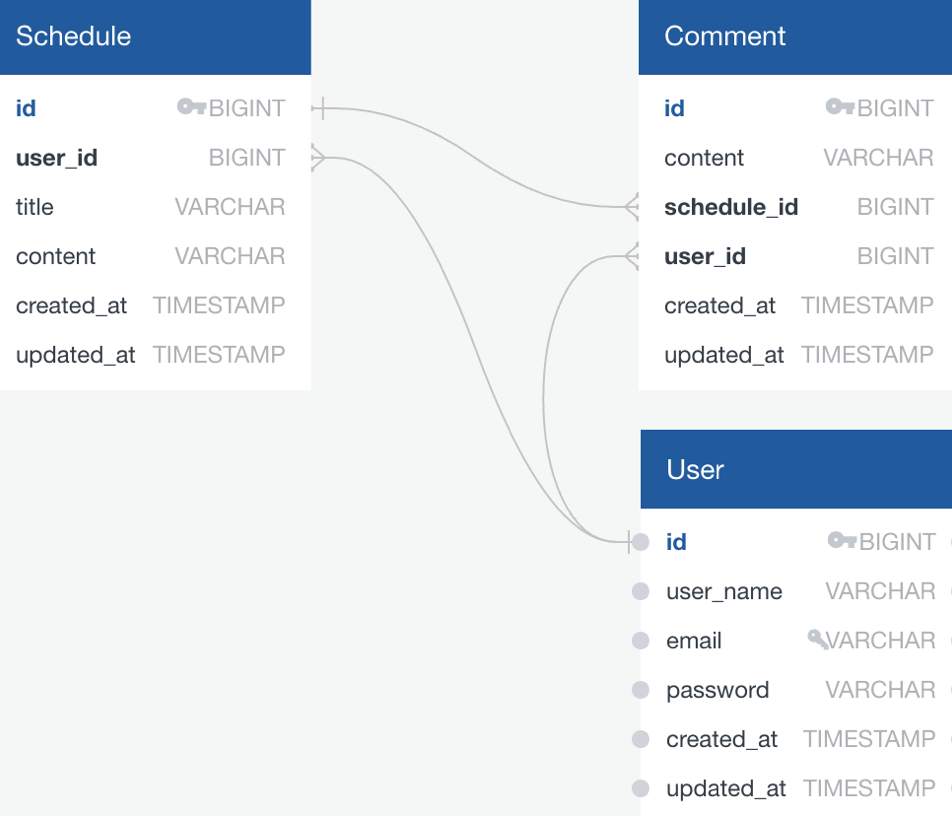 Schedule
id BIGINT
user_id BIGINT
title VARCHAR
content VARCHAR
created_at TIMESTAMP
updated_at TIMESTAMP
Comment
id BIGINT
content VARCHAR
schedule_id BIGINT
user_id BIGINT
created_at TIMESTAMP
updated_at TIMESTAMP
User
id BIGINT
user_name VARCHAR
email VARCHAR
password VARCHAR
created_at TIMESTAMP
updated_at TIMESTAMP